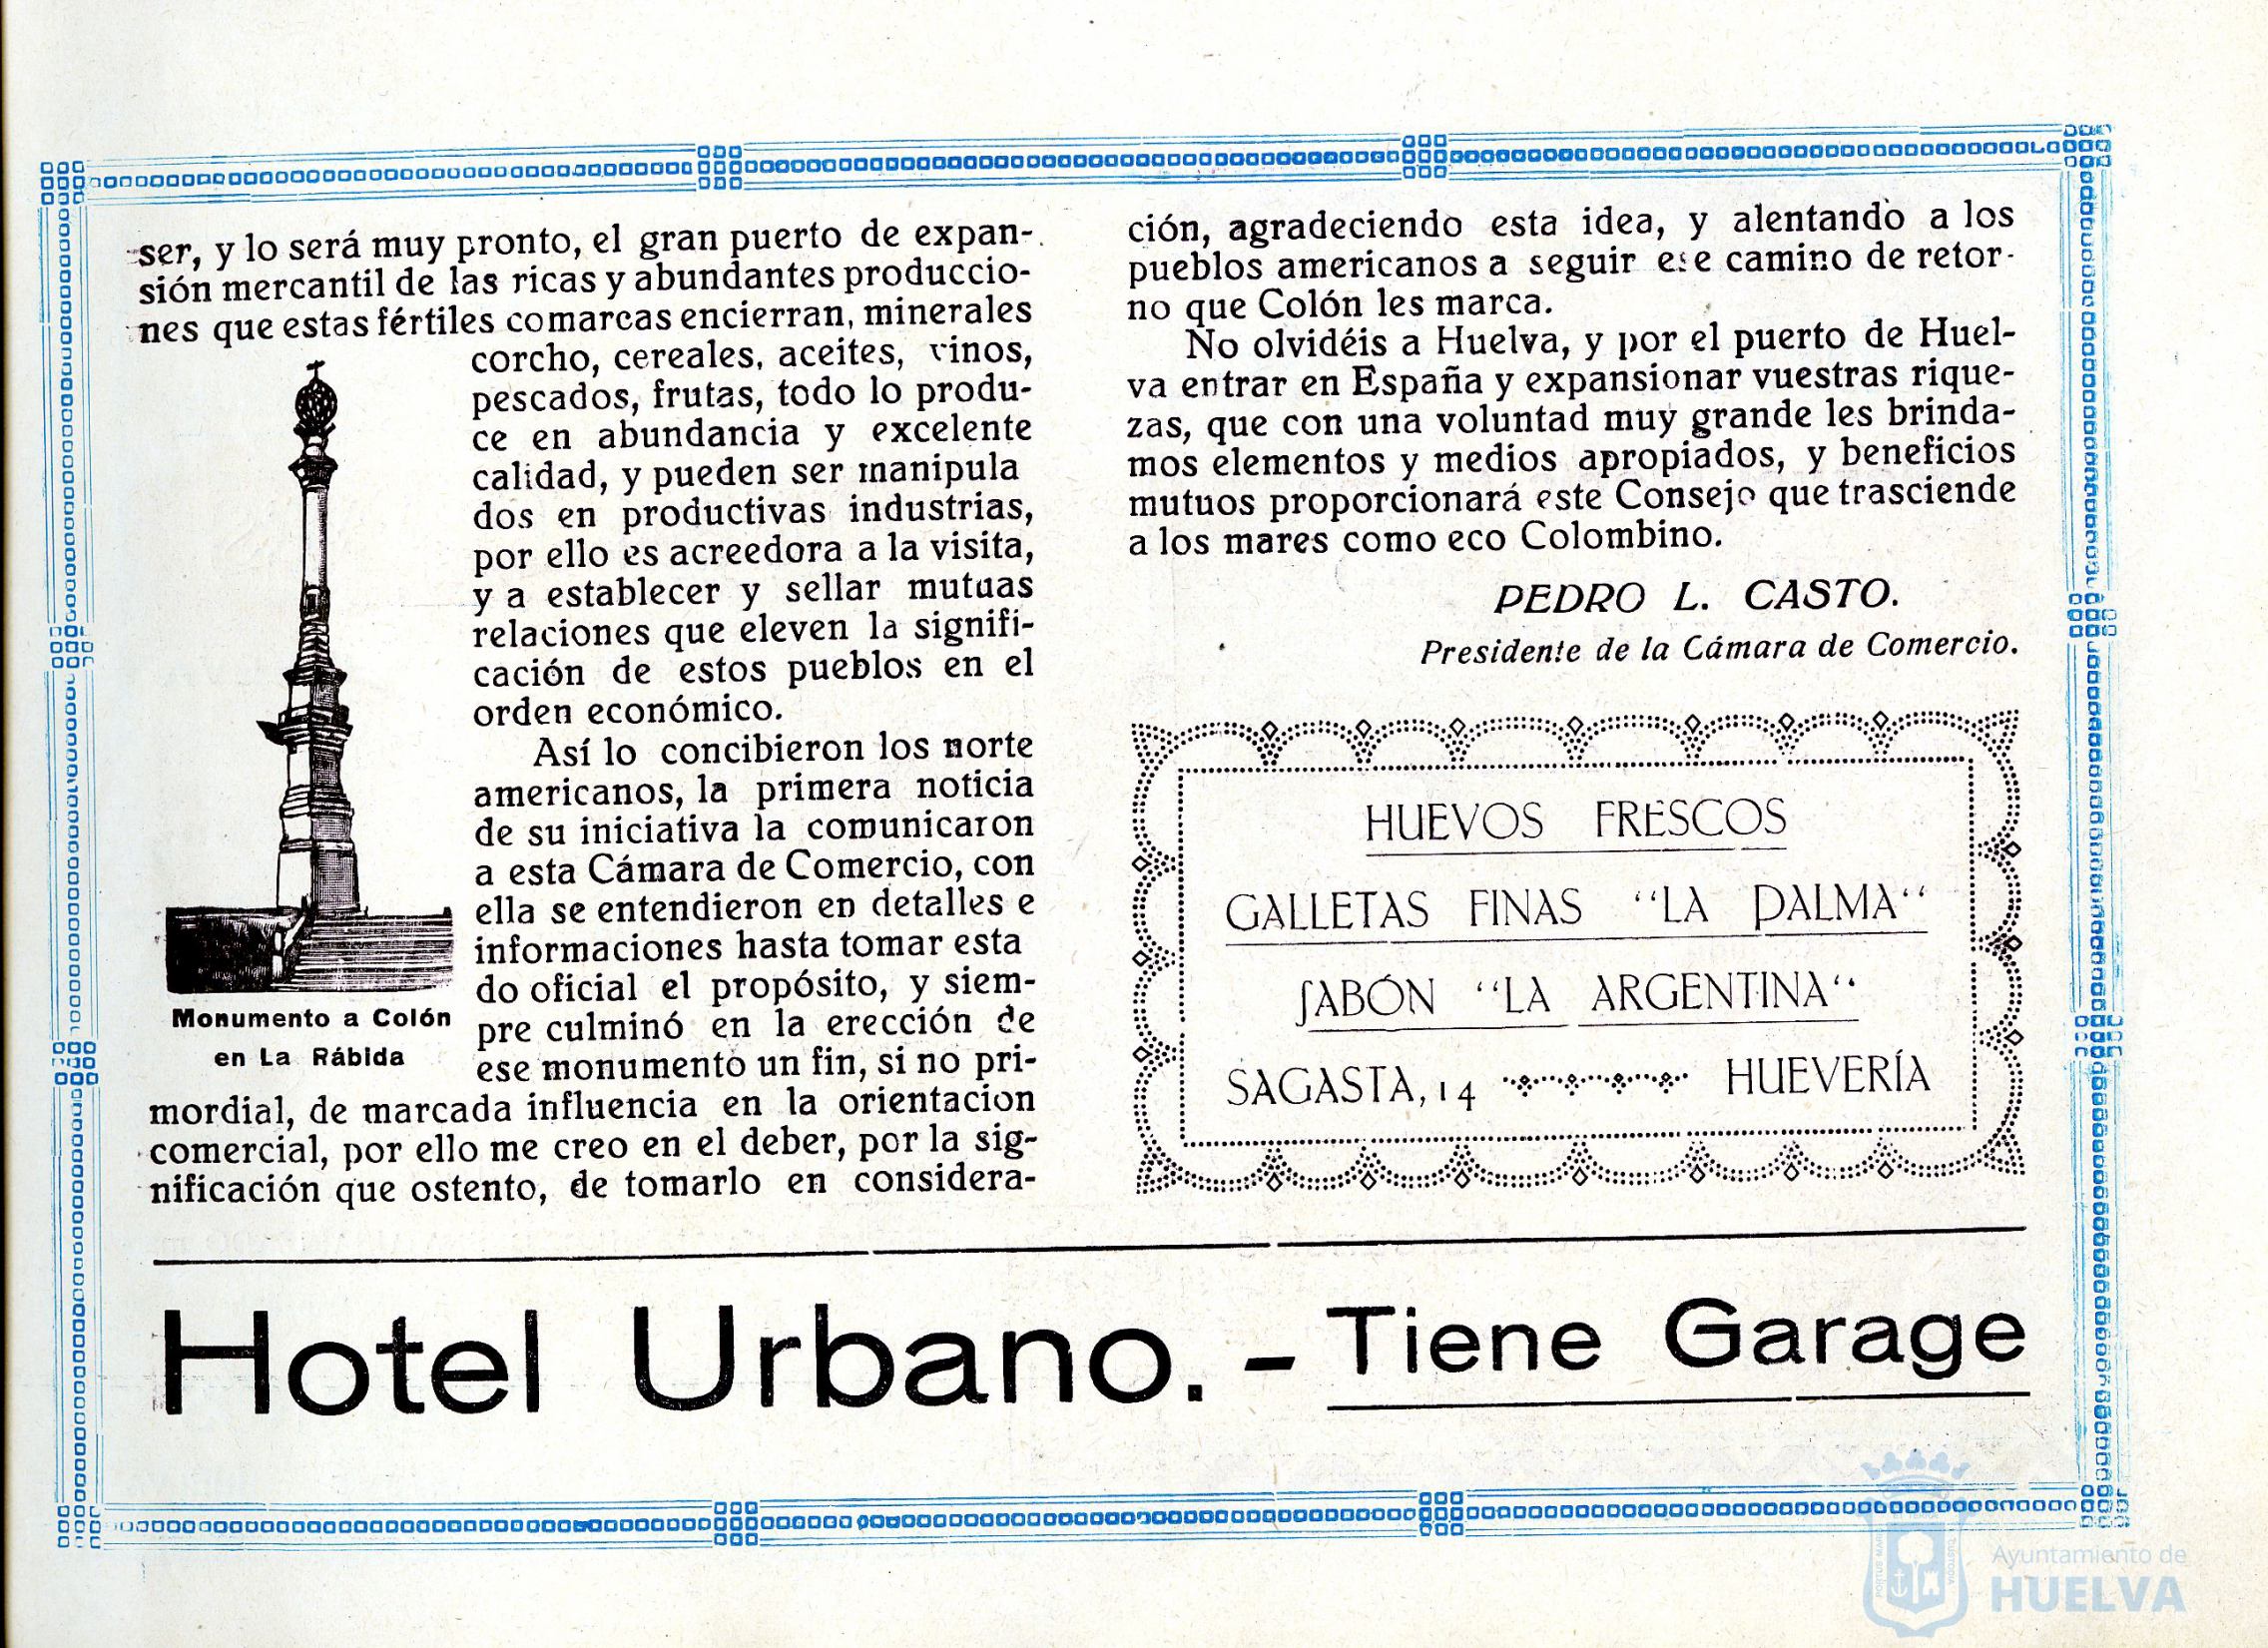 ser, y lo será muy pronto, el gran puerto de expan-
sión mercantil de las ricas y abundantes produccio-
nes que estas fértiles comarcas encierran, minerales
corcho, cereales, aceites, vinos,
pescados, frutas, todo lo produ-
ce en abundancia y excelente
calidad, y pueden ser manipula
dos en productivas industrias,
por ello es acreedora a la visita,
y a establecer y sellar mutuas
relaciones que eleven la signifi-
cación de estos pueblos en el
orden económico.
Así lo concibieron los norte
americanos, la primera noticia
de su iniciativa la comunicaron
a esta Cámara de Comercio, con
ella se entendieron en detalles e
informaciones hasta tomar esta
do oficial el propósito, y siem-
pre culminó en la erección de
ese monumento un fin, si no pri-
mordial, de marcada influencia en la orientacion
comercial, por ello me creo en el deber, por la sig-
nificación que ostento, de tomarlo en considera-
Monumento a Colón
en La Rábida
ción, agradeciendo esta idea, y alentando a los
pueblos americanos a seguir ese camino de retor-
no que Colón les marca.
No olvidéis a Huelva, y por el puerto de Huel-
va entrar en España y expansionar vuestras rique-
zas, que con una voluntad muy grande les brinda-
mos elementos y medios apropiados, y beneficios
mutuos proporcionará este Consejo que trasciende
a los mares como eco Colombino.
PEDRO L. CASTO.
Presidente de la Cámara de Comercio.
HUEVOS FRESCOS
GALLETAS FINAS "LA PALMA"
JABÓN "LA ARGENTINA"
SAGASTA, 14 HUEVERÍA
Hotel Urbano. - Tiene Garage
Ayuntamiento de
HUELVA